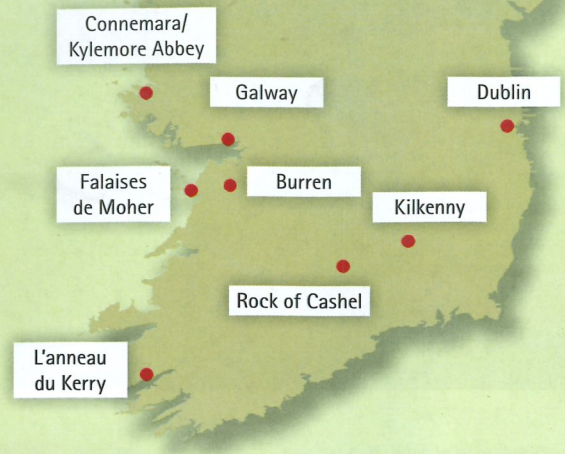 Connemara/
Kylemore Abbey
Galway
Dublin
Falaises
de Moher
Burren
Kilkenny
Rock of Cashel
L'anneau
du Kerry